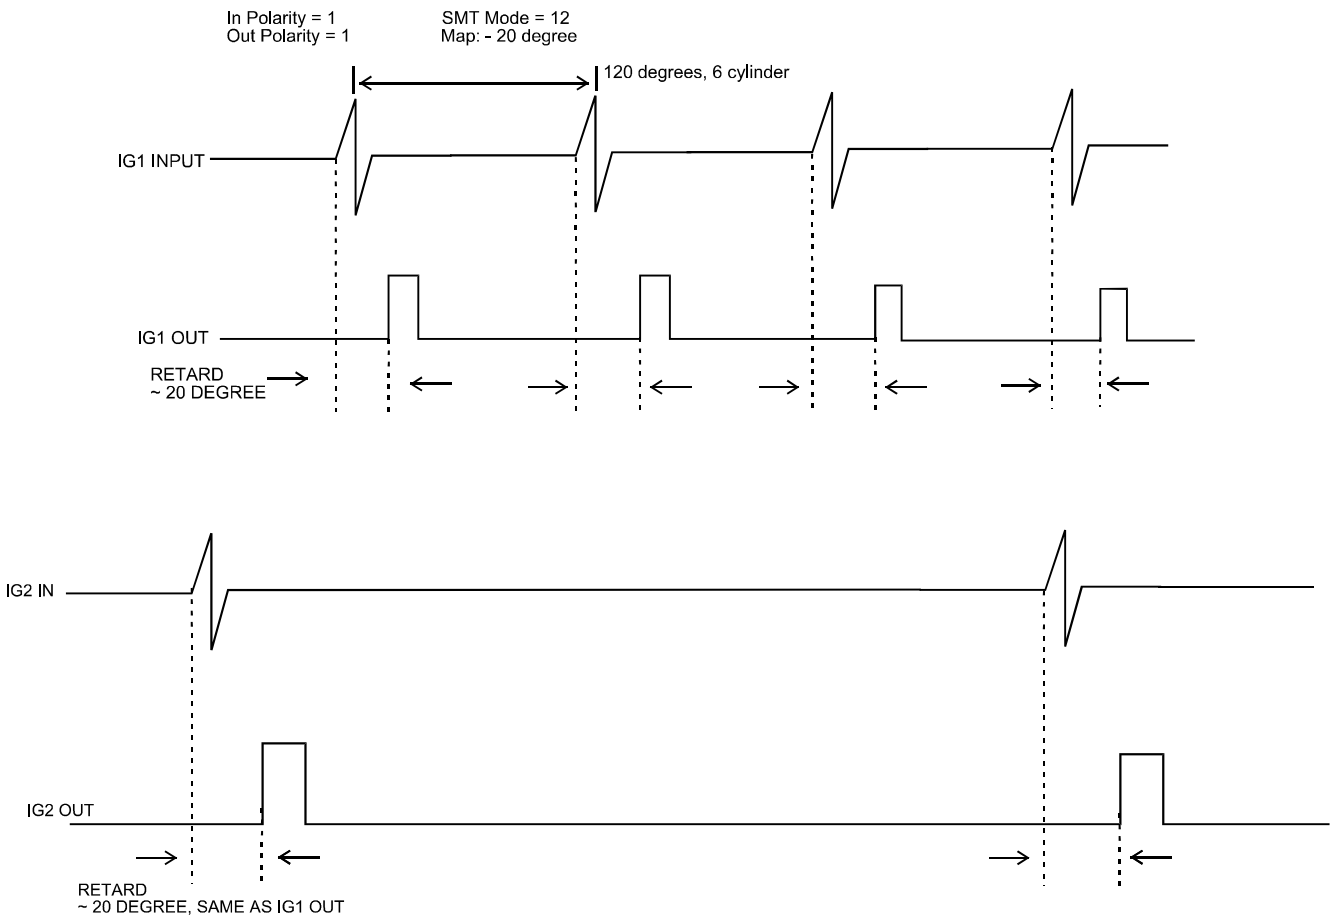 In Polarity = 1
Out Polarity = 1
SMT Mode = 12
Map: - 20 degree
120 degrees, 6 cylinder
IG1 INPUT
IG1 OUT
RETARD
~ 20 DEGREE
IG2 IN
IG2 OUT
RETARD
~ 20 DEGREE, SAME AS IG1 OUT